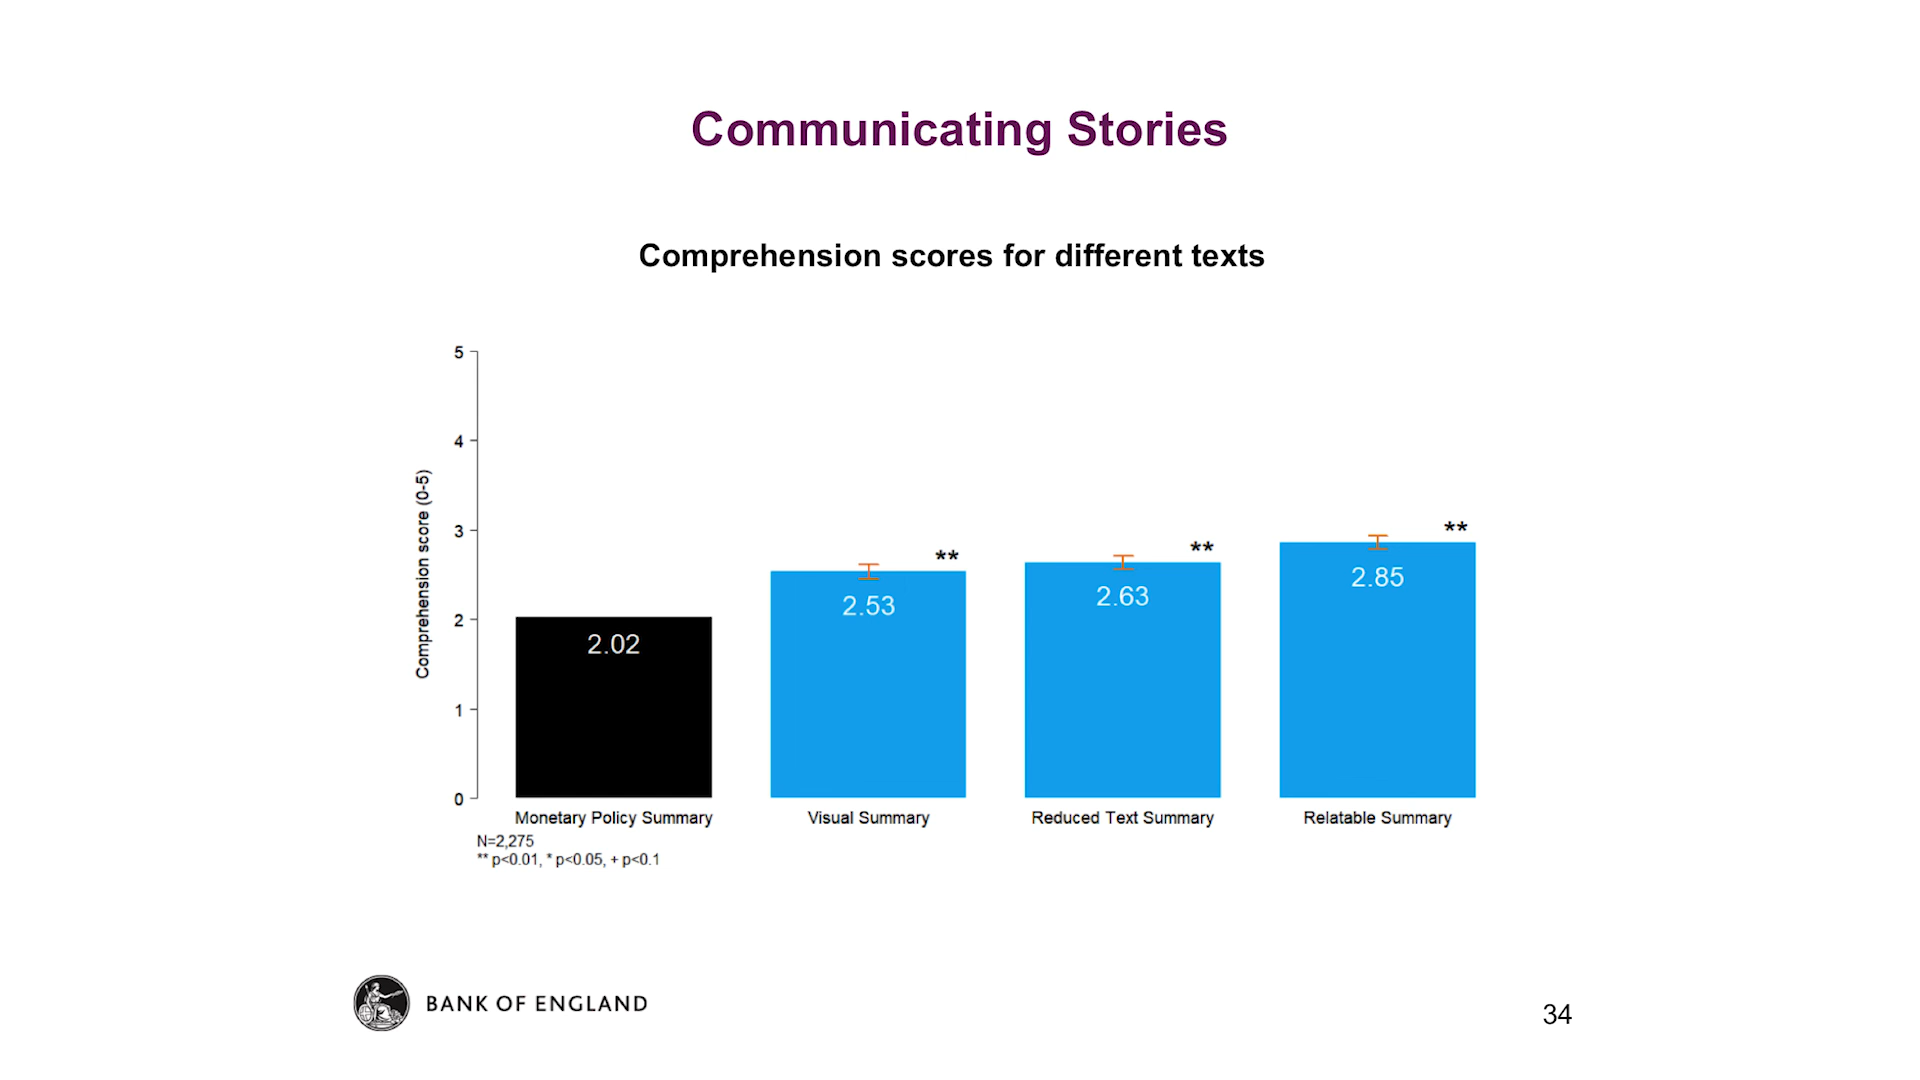 Communicating Stories
Comprehension scores for different texts
Comprehension score (0-5)
5
4
3
2
1
0
**
**
**
2.02
2.53
2.63
2.85
Monetary Policy Summary
Visual Summary
Reduced Text Summary
Relatable Summary
N=2,275
** p<0.01, * p<0.05, + p<0.1
BANK OF ENGLAND
34